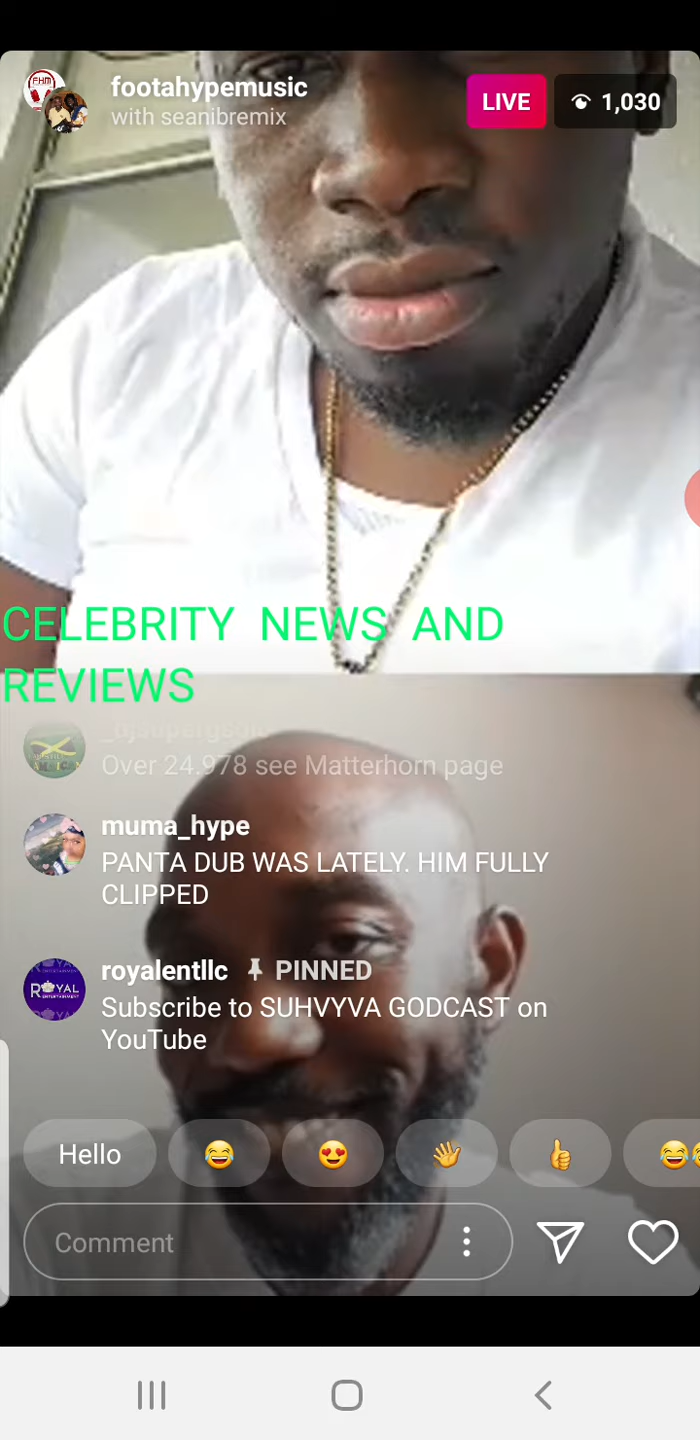 footahypemusic
with seanibremix
LIVE
1,030
CELEBRITY NEWS AND
REVIEWS
Over 24.978 see Matterhorn page
muma_hype
PANTA DUB WAS LATELY. HIM FULLY
CLIPPED
royalentllc PINNED
Subscribe to SUHVYVA GODCAST on
YouTube
ROYAL
Hello
Comment